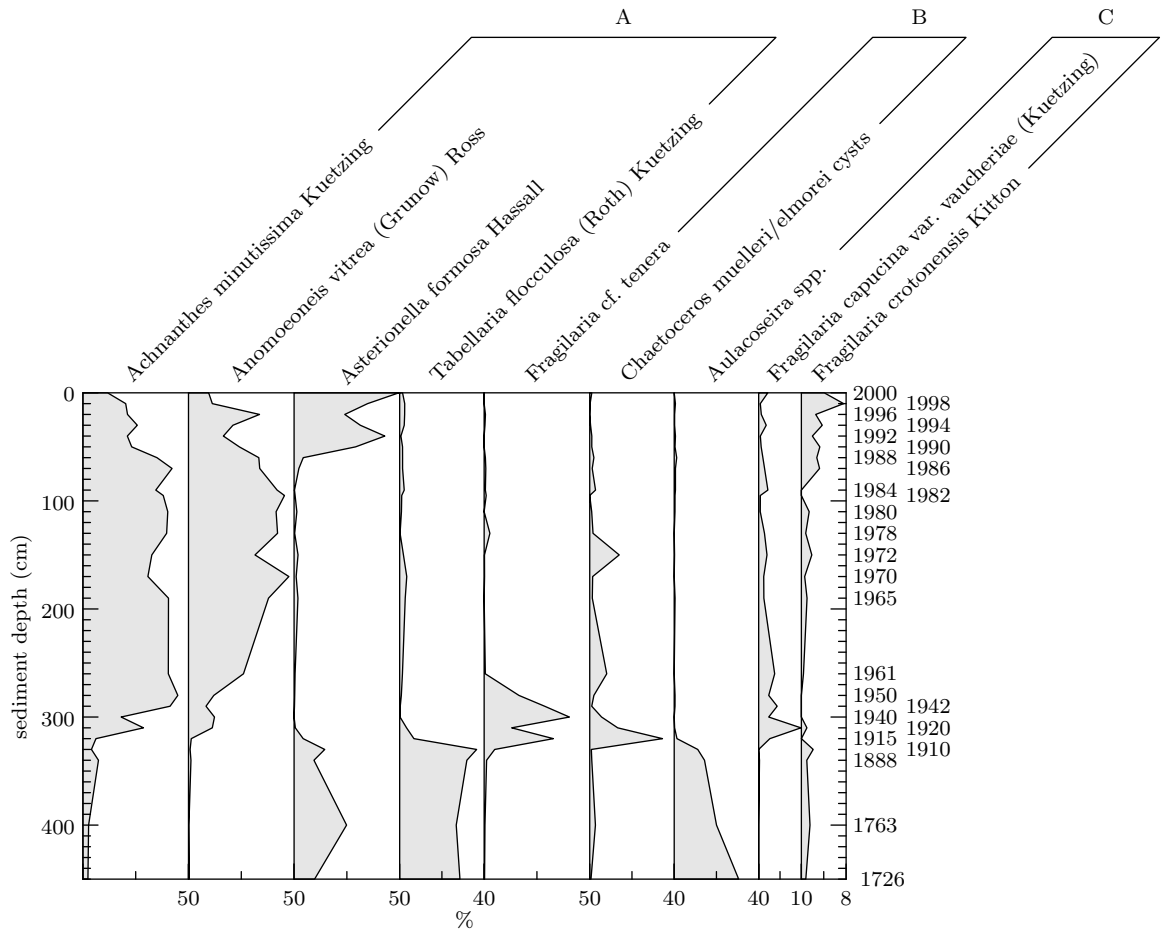 A B C
Achnanthes minutissima Kuetzing
Anomoeoneis vitrea (Grunow) Ross
Asterionella formosa Hassall
Tabellaria flocculosa (Roth) Kuetzing
Fragilaria cf. tenera
Chaetoceros muelleri/elmorei cysts
Aulacoseira spp.
Fragilaria capucina var. vaucheriae (Kuetzing)
Fragilaria crotonensis Kitton
sediment depth (cm)
0
100
200
300
400
2000
1998
1996
1994
1992
1990
1988
1986
1984
1982
1980
1978
1972
1970
1965
1961
1950
1942
1940
1920
1915
1910
1888
1763
1726
50 50 50 40 50 40 40 10 8
%